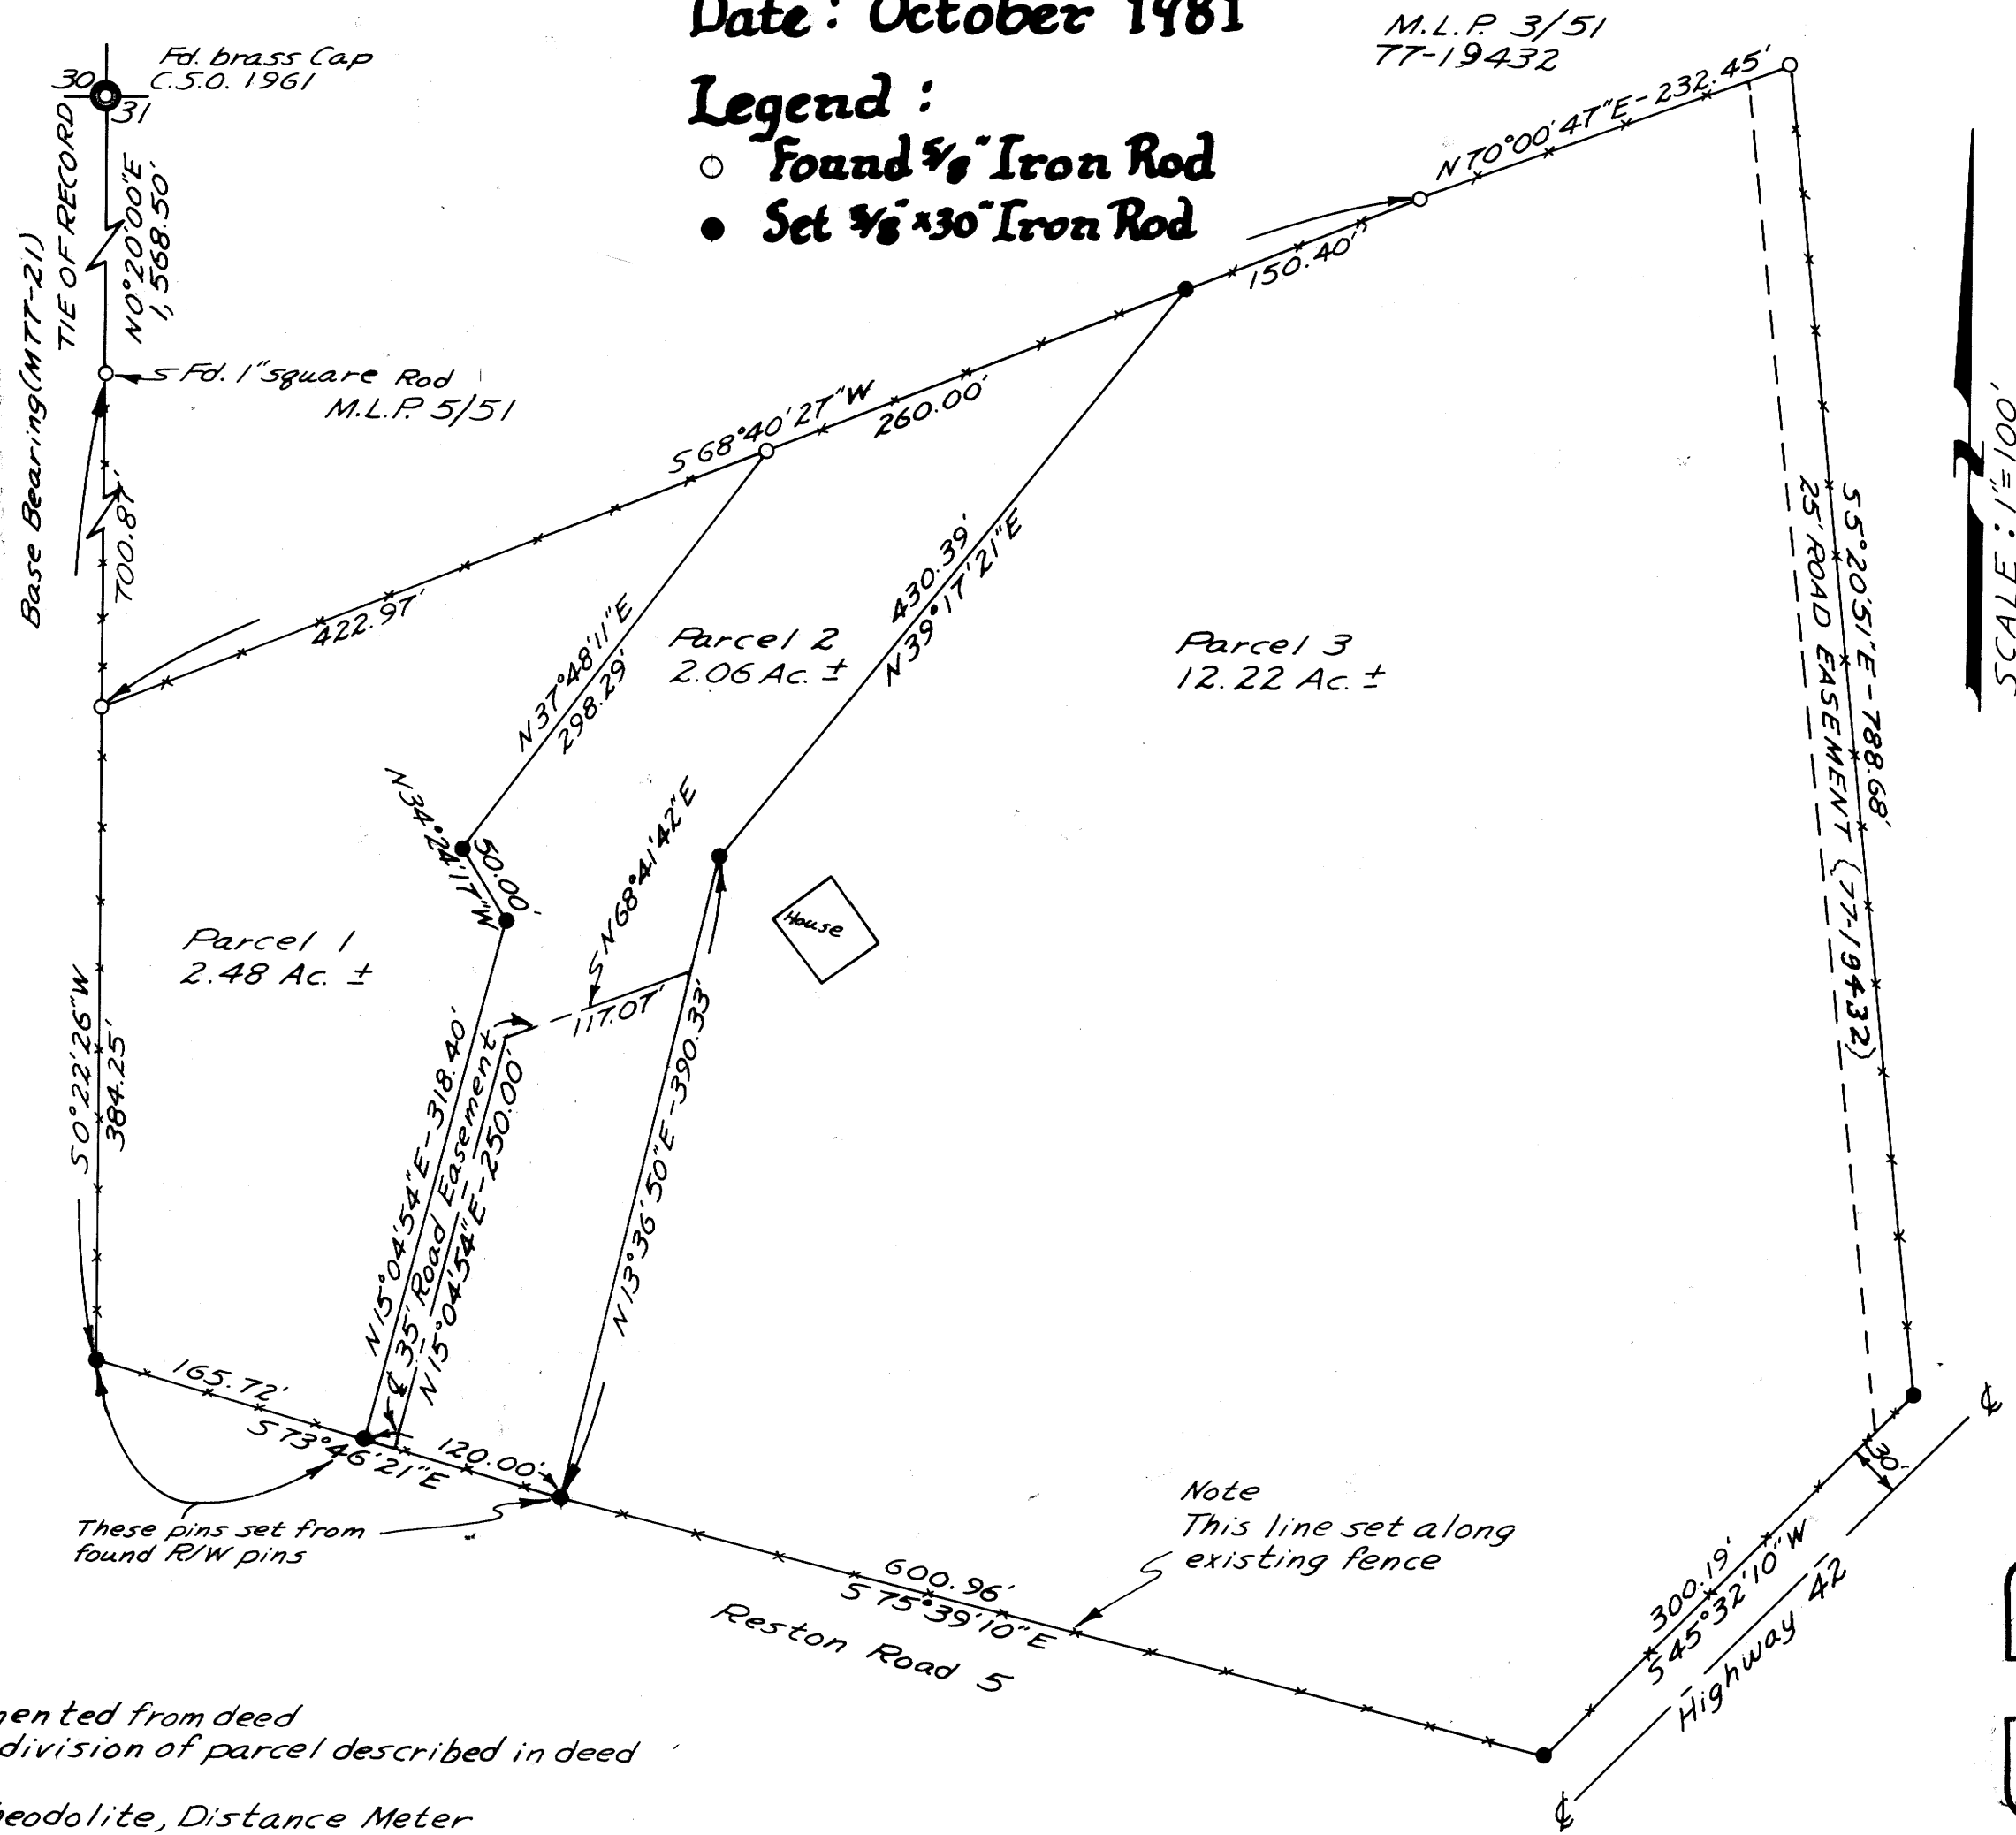 Date: October 1981
Legend:
Found 5/8" Iron Rod
Set 5/8"x30" Iron Rod
M.L.P. 3/51
77-19432
Fd. brass Cap
C.S.O. 1961
30
31
Base Bearing (MTT-21)
TIE OF RECORD
N0°20'00"E
1,568.50'
Fd. 1" square Rod
M.L.P. 5/51
700.87'
N70°00'47"E-232.45'
150.40'
S68°40'27"W
260.00'
422.97'
N37°48'11"E
298.29'
Parcel 2
2.06 Ac. ±
430.39'
N39°17'21"E
Parcel 3
12.22 Ac. ±
S5°20'51"E-788.68'
25' ROAD EASEMENT (77-19432)
SCALE: 1"=100'
N34°24'17"W
50.00'
N68°41'42"E
117.07'
House
Parcel 1
2.48 Ac. ±
S0°22'26"W
384.25'
N15°04'54"E-318.40'
℄ 35' Road Easement
N15°04'54"E-250.00'
N13°36'50"E-390.33'
165.72'
S73°46'21"E
120.00'
These pins set from
found R/W pins
600.96'
S75°39'10"E
Reston Road 5
Note
This line set along
existing fence
30'
300.19'
S45°32'10"W
Highway 42
℄
℄
ented from deed
division of parcel described in deed
eodolite, Distance Meter